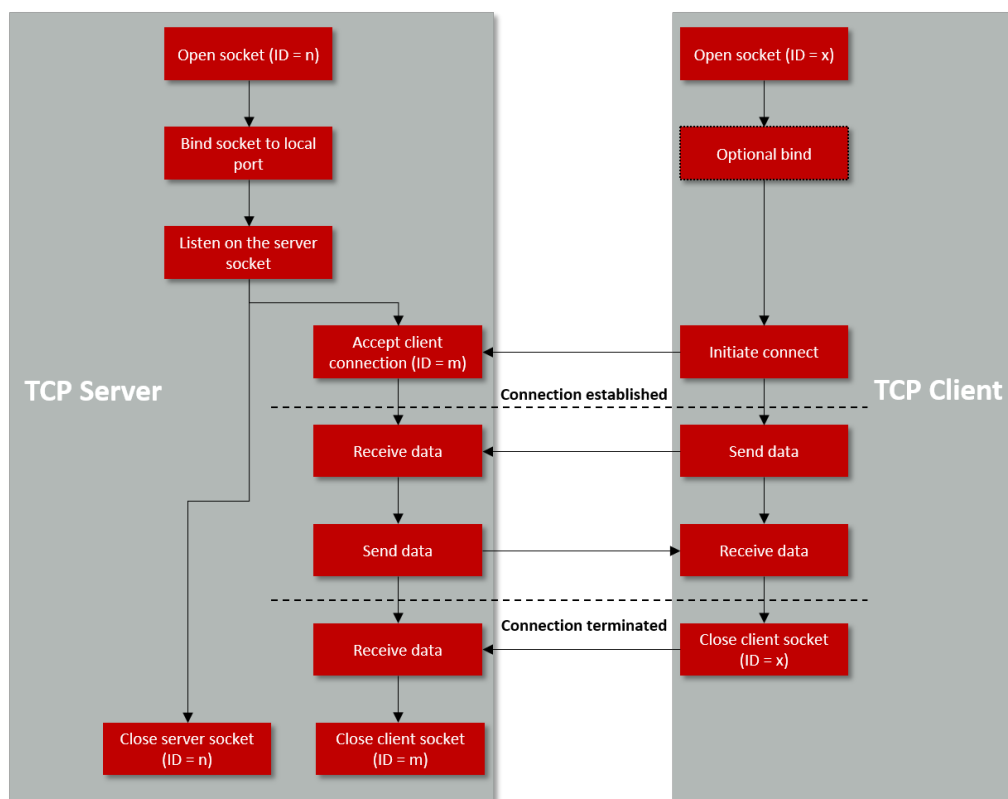 Open socket (ID = n)
Open socket (ID = x)
Bind socket to local
port
Optional bind
Listen on the server
socket
Accept client
connection (ID = m)
Initiate connect
TCP Server
TCP Client
Connection established
Receive data
Send data
Send data
Receive data
Connection terminated
Receive data
Close client socket
(ID = x)
Close server socket
(ID = n)
Close client socket
(ID = m)